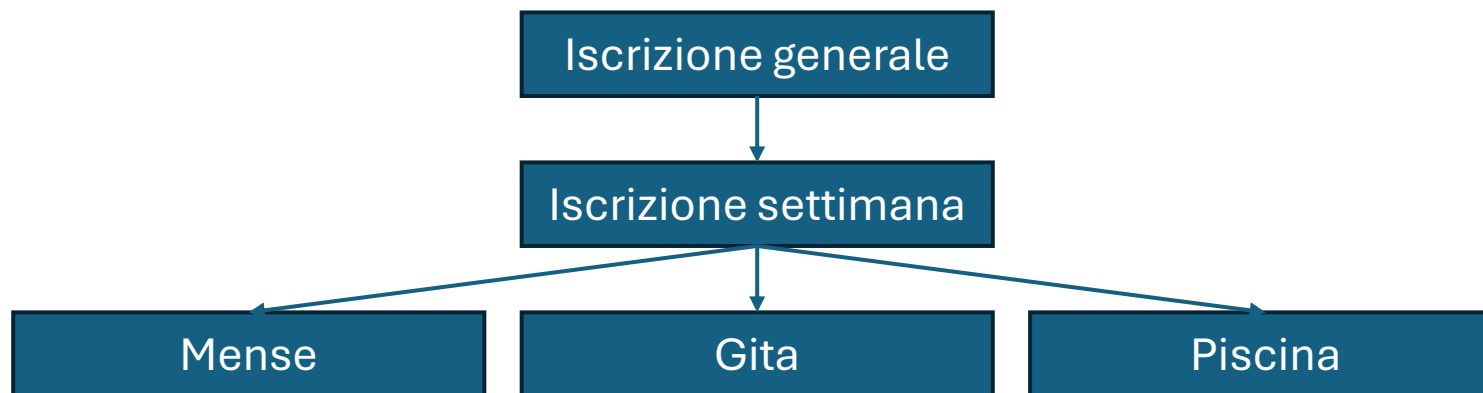 Iscrizione generale
Iscrizione settimana
Mense
Gita
Piscina